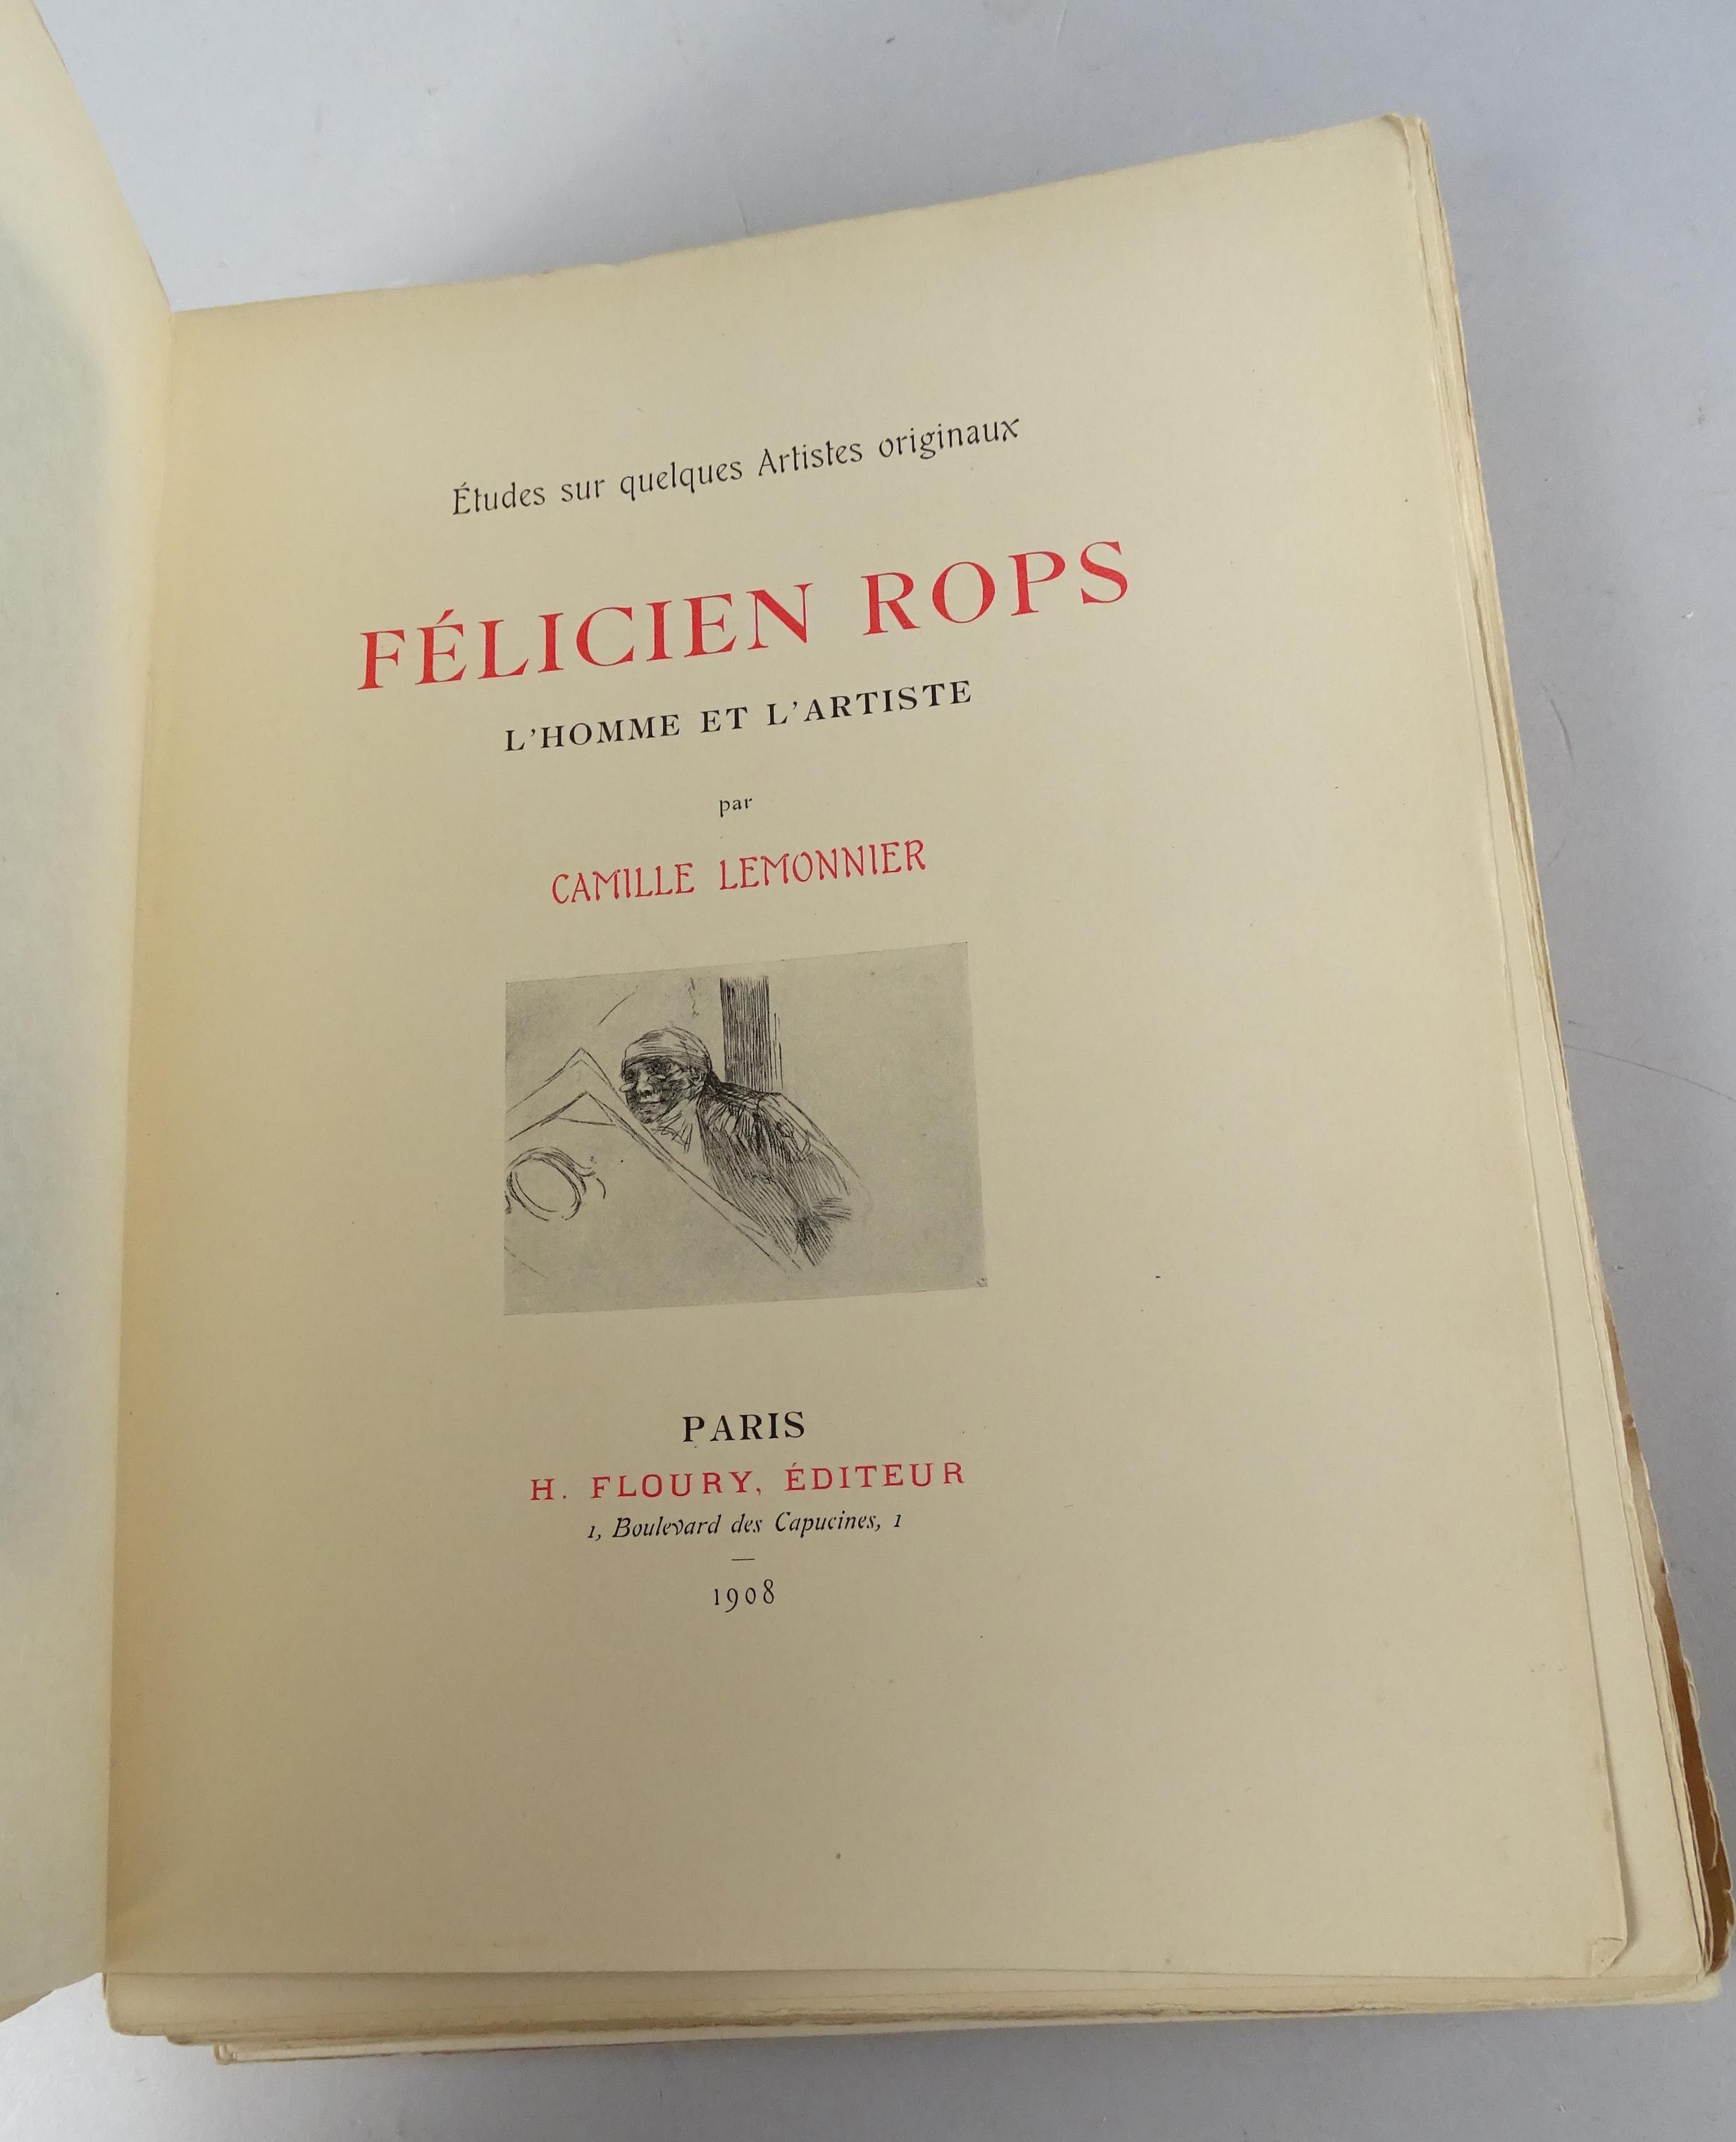 Études sur quelques Artistes originaux
FÉLICIEN ROPS
L'HOMME ET L'ARTISTE
par
CAMILLE LEMONNIER
PARIS
H. FLOURY, ÉDITEUR
1, Boulevard des Capucines, 1
1908